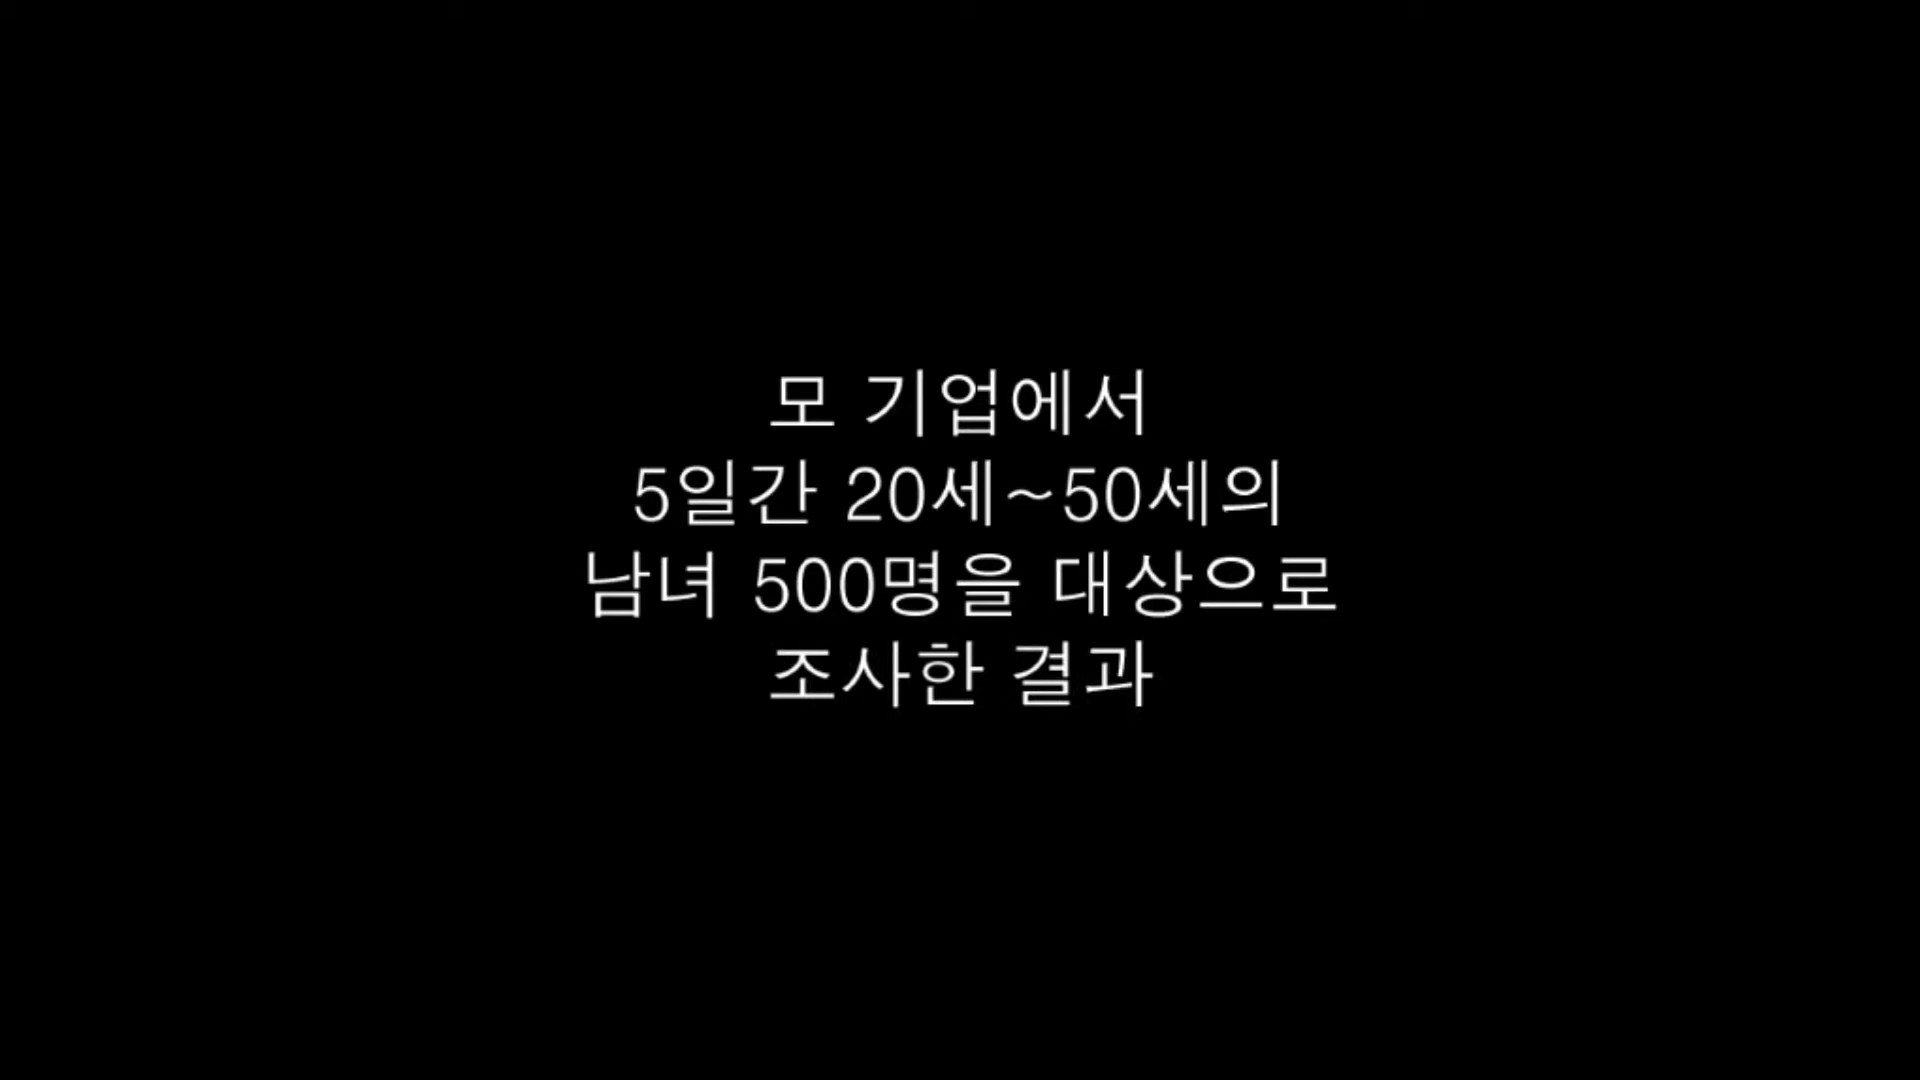 모 기업에서
5일간 20세~50세의
남녀 500명을 대상으로
조사한 결과